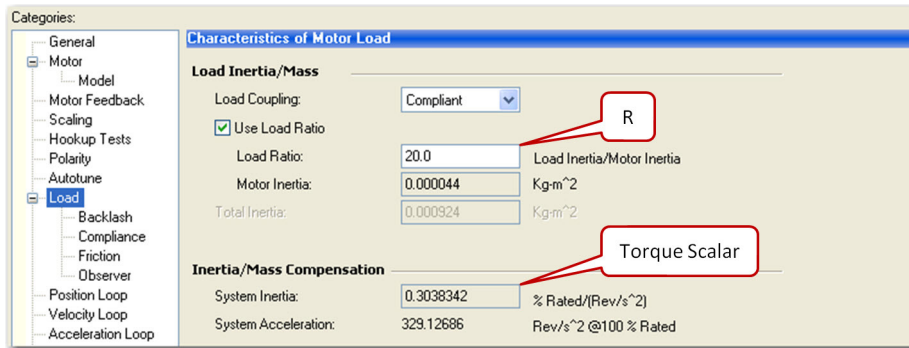 Categories:
General
Motor
Model
Motor Feedback
Scaling
Hookup Tests
Polarity
Autotune
Load
Backlash
Compliance
Friction
Observer
Position Loop
Velocity Loop
Acceleration Loop
Characteristics of Motor Load
Load Inertia/Mass
Load Coupling: Compliant
Use Load Ratio
R
Load Ratio: 20.0 Load Inertia/Motor Inertia
Motor Inertia: 0.000044 Kg-m^2
Total Inertia: 0.000924 Kg-m^2
Torque Scalar
Inertia/Mass Compensation
System Inertia: 0.3038342 % Rated/(Rev/s^2)
System Acceleration: 329.12686 Rev/s^2 @100 % Rated